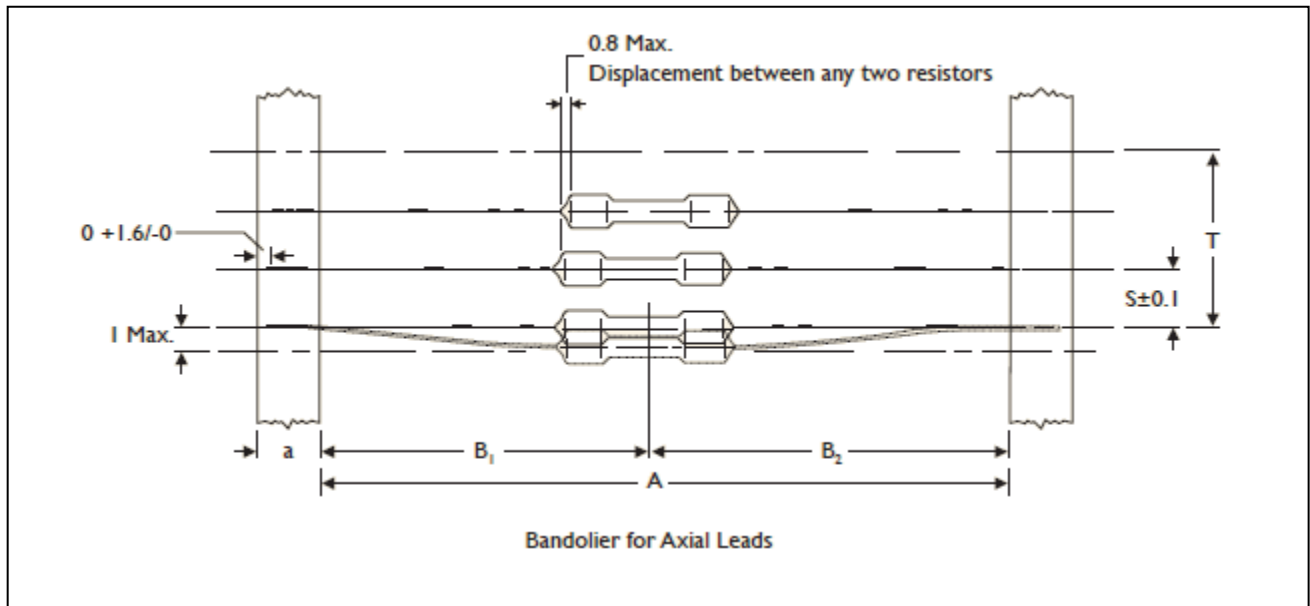 0.8 Max.
Displacement between any two resistors
0 +1.6/-0
T
S±0.1
1 Max.
a
B₁
B₂
A
Bandolier for Axial Leads